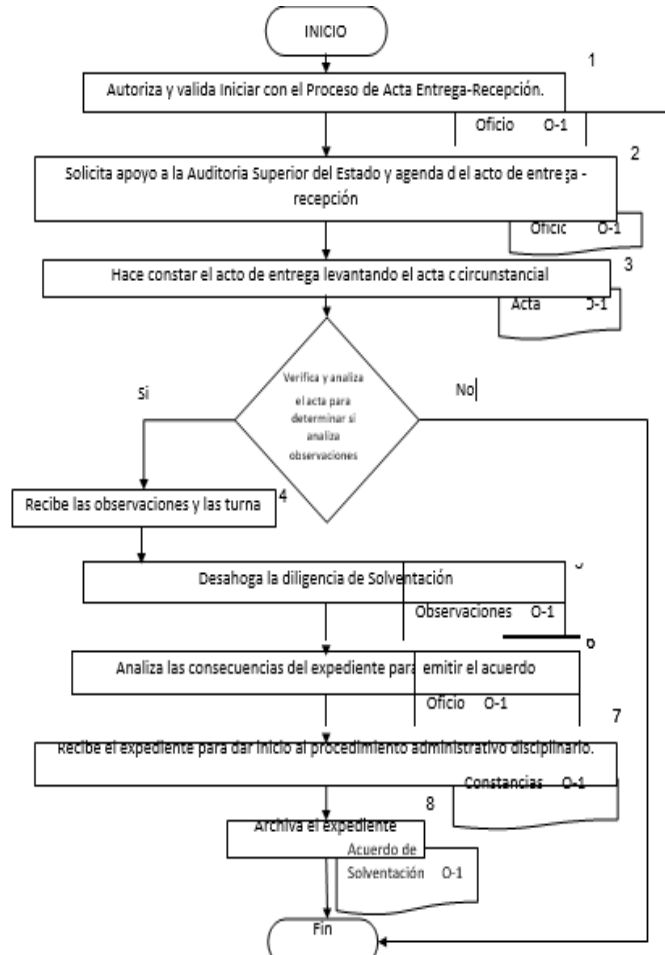 INICIO
1
Autoriza y valida Iniciar con el Proceso de Acta Entrega-Recepción.
Oficio O-1
2
Solicita apoyo a la Auditoria Superior del Estado y agenda del acto de entrega -
recepción
Oficic O-1
3
Hace constar el acto de entrega levantando el acta circunstancial
Acta O-1
Verifica y analiza
el acta para
determinar si
analiza
observaciones
Si
No
4
Recibe las observaciones y las turna
Desahoga la diligencia de Solventación
Observaciones O-1
6
Analiza las consecuencias del expediente para emitir el acuerdo
Oficio O-1
7
Recibe el expediente para dar inicio al procedimiento administrativo disciplinario.
Constancias O-1
8
Archiva el expediente
Acuerdo de
Solventación O-1
Fin